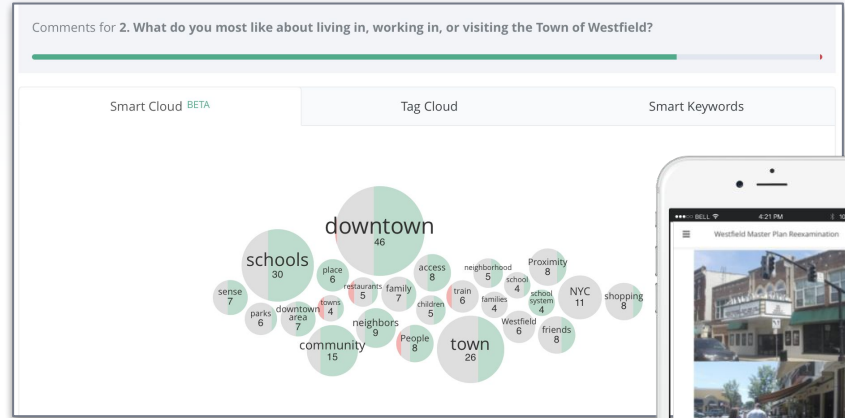 Comments for 2. What do you most like about living in, working in, or visiting the Town of Westfield?
Smart Cloud BETA
Tag Cloud
Smart Keywords
downtown
46
schools
30
place
6
access
8
neighborhood
5
Proximity
8
sense
7
restaurants
5
family
7
train
6
school
4
NYC
11
shopping
8
parks
6
downtown
area
7
towns
4
children
5
families
4
school
system
4
neighbors
9
Westfield
6
friends
8
community
15
People
8
town
26
BELL
4:21 PM
Westfield Master Plan Reexamination